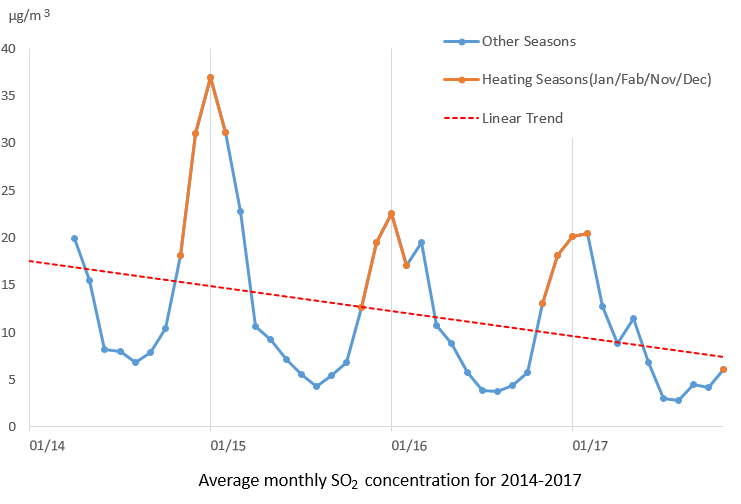 µg/m³
40
35
30
25
20
15
10
5
0
Other Seasons
Heating Seasons(Jan/Fab/Nov/Dec)
Linear Trend
01/14 01/15 01/16 01/17
Average monthly SO₂ concentration for 2014-2017